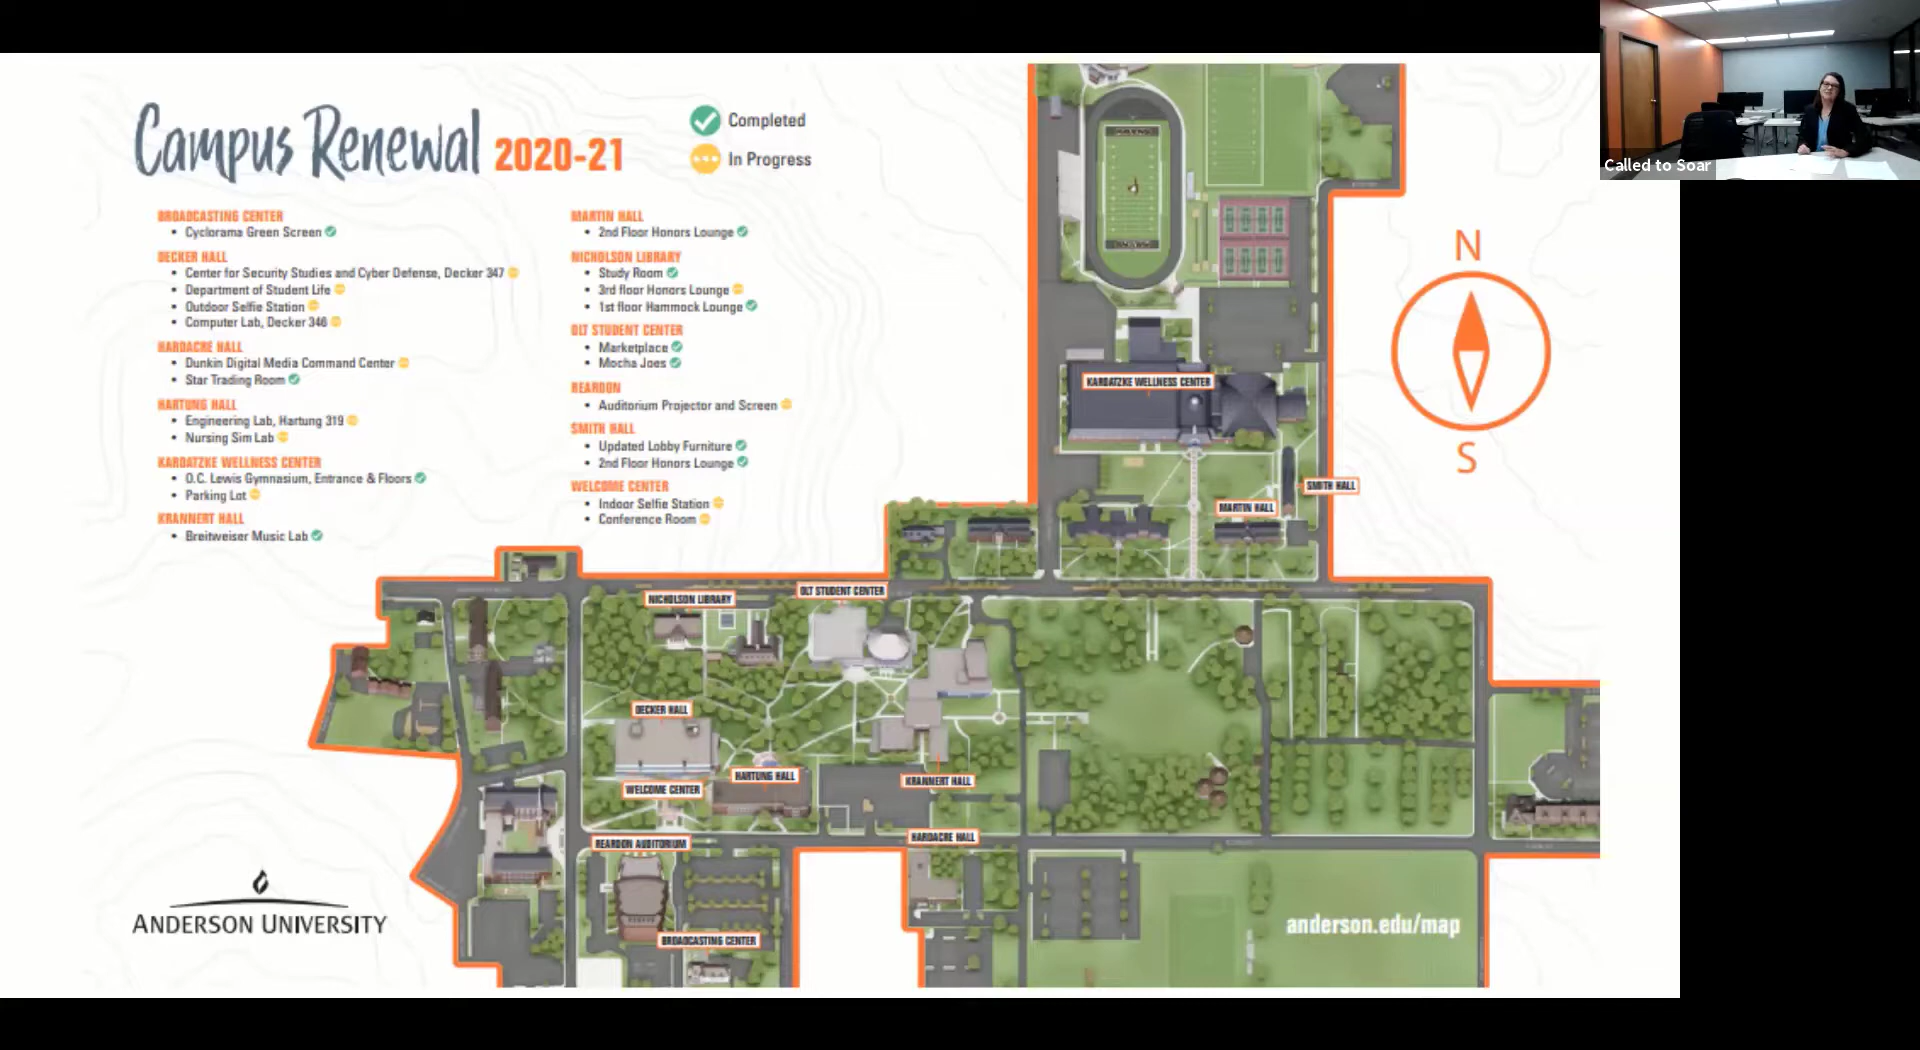 Campus Renewal 2020-21
Completed
In Progress
BROADCASTING CENTER
• Cyclorama Green Screen
DECKER HALL
• Center for Security Studies and Cyber Defense, Decker 347
• Department of Student Life
• Outdoor Selfie Station
• Computer Lab, Decker 346
HARDACRE HALL
• Dunkin Digital Media Command Center
• Star Trading Room
HARTUNG HALL
• Engineering Lab, Hartung 319
• Nursing Sim Lab
KARDATZKE WELLNESS CENTER
• O.C. Lewis Gymnasium, Entrance & Floors
• Parking Lot
KRANNERT HALL
• Breitweiser Music Lab
MARTIN HALL
• 2nd Floor Honors Lounge
NICHOLSON LIBRARY
• Study Room
• 3rd floor Honors Lounge
• 1st floor Hammock Lounge
OLT STUDENT CENTER
• Marketplace
• Mocha Joes
REARDON
• Auditorium Projector and Screen
SMITH HALL
• Updated Lobby Furniture
• 2nd Floor Honors Lounge
WELCOME CENTER
• Indoor Selfie Station
• Conference Room
Called to Soar
N
S
KARDATZKE WELLNESS CENTER
SMITH HALL
MARTIN HALL
OLT STUDENT CENTER
NICHOLSON LIBRARY
DECKER HALL
HARTUNG HALL
KRANNERT HALL
WELCOME CENTER
HARDACRE HALL
REARDON AUDITORIUM
BROADCASTING CENTER
ANDERSON UNIVERSITY
anderson.edu/map